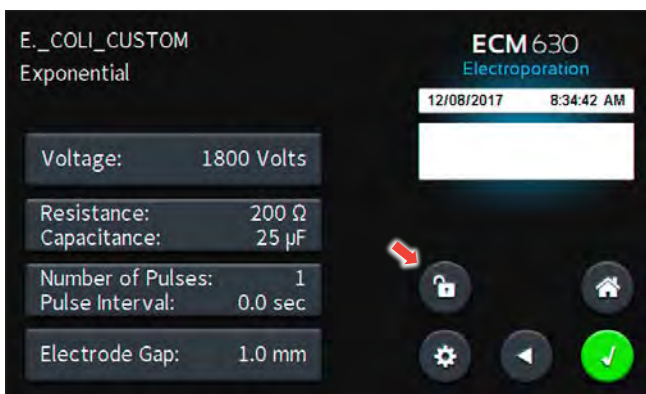 E._COLI_CUSTOM
Exponential
Voltage: 1800 Volts
Resistance: 200 Ω
Capacitance: 25 µF
Number of Pulses: 1
Pulse Interval: 0.0 sec
Electrode Gap: 1.0 mm
ECM 630
Electroporation
12/08/2017 8:34:42 AM